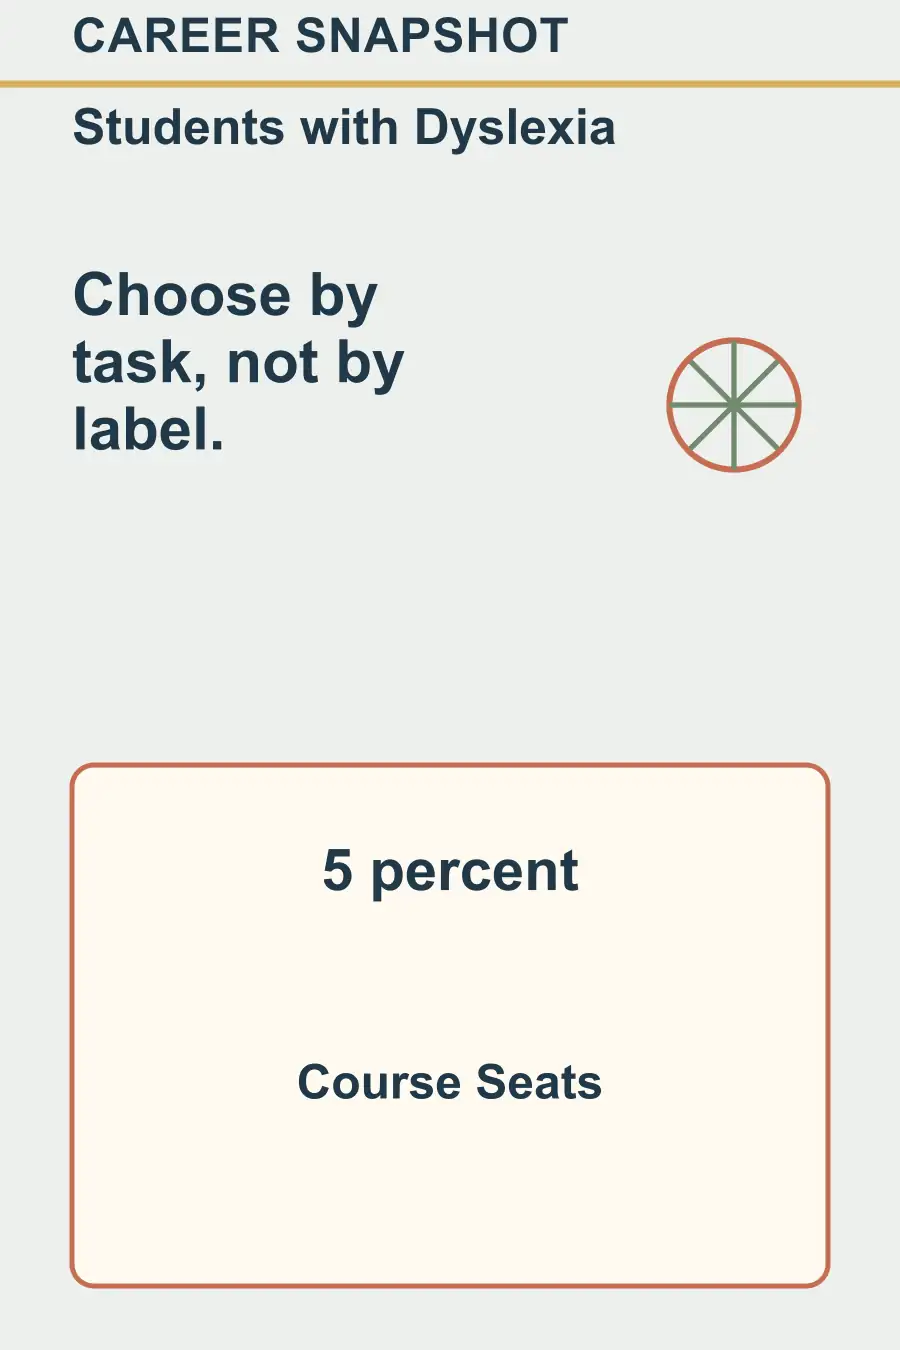 CAREER SNAPSHOT
Students with Dyslexia
Choose by
task, not by
label.
5 percent
Course Seats